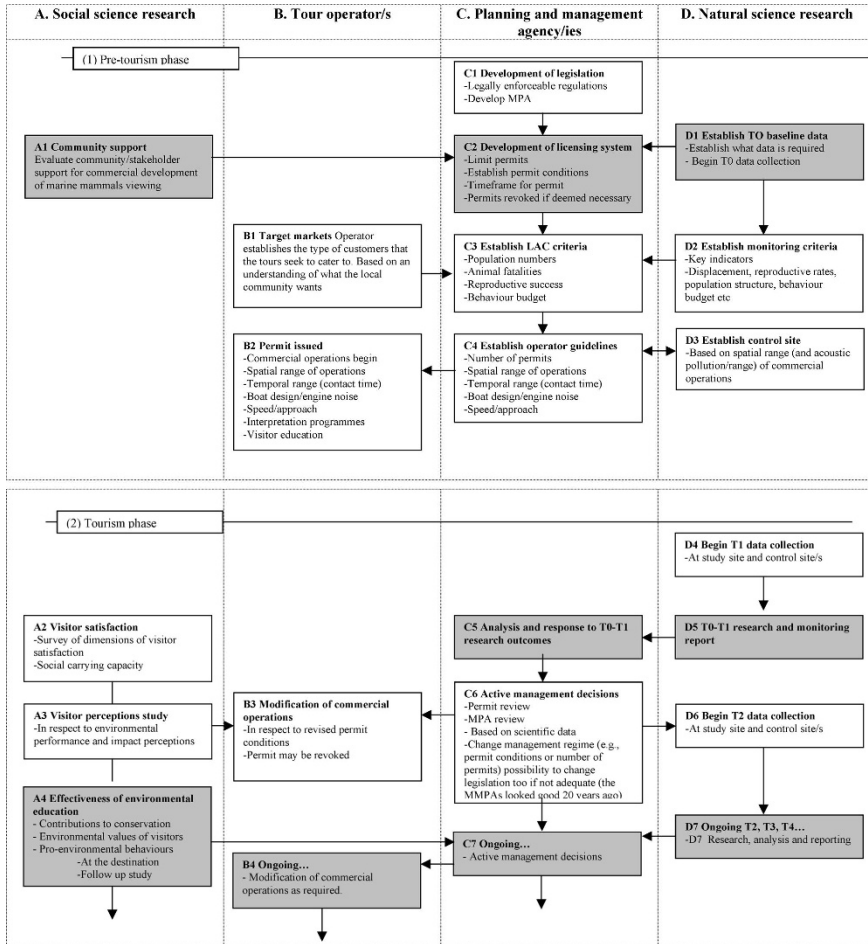 A. Social science research
B. Tour operator/s
C. Planning and management
agency/ies
D. Natural science research
(1) Pre-tourism phase
C1 Development of legislation
-Legally enforceable regulations
-Develop MPA
A1 Community support
Evaluate community/stakeholder
support for commercial development
of marine mammals viewing
C2 Development of licensing system
-Limit permits
-Establish permit conditions
-Timeframe for permit
-Permits revoked if deemed necessary
D1 Establish TO baseline data
-Establish what data is required
- Begin T0 data collection
B1 Target markets Operator
establishes the type of customers that
the tours seek to cater to. Based on an
understanding of what the local
community wants
C3 Establish LAC criteria
-Population numbers
-Animal fatalities
-Reproductive success
-Behaviour budget
D2 Establish monitoring criteria
-Key indicators
-Displacement, reproductive rates,
population structure, behaviour
budget etc
B2 Permit issued
-Commercial operations begin
-Spatial range of operations
-Temporal range (contact time)
-Boat design/engine noise
-Speed/approach
-Interpretation programmes
-Visitor education
C4 Establish operator guidelines
-Number of permits
-Spatial range of operations
-Temporal range (contact time)
-Boat design/engine noise
-Speed/approach
D3 Establish control site
-Based on spatial range (and acoustic
pollution/range) of commercial
operations
(2) Tourism phase
D4 Begin T1 data collection
-At study site and control site/s
A2 Visitor satisfaction
-Survey of dimensions of visitor
satisfaction
-Social carrying capacity
C5 Analysis and response to T0-T1
research outcomes
D5 T0-T1 research and monitoring
report
A3 Visitor perceptions study
-In respect to environmental
performance and impact perceptions
B3 Modification of commercial
operations
-In respect to revised permit
conditions
-Permit may be revoked
C6 Active management decisions
-Permit review
-MPA review
- Based on scientific data
-Change management regime (e.g.,
permit conditions or number of
permits) possibility to change
legislation too if not adequate (the
MMPAs looked good 20 years ago)
D6 Begin T2 data collection
-At study site and control site/s
A4 Effectiveness of environmental
education
- Contributions to conservation
- Environmental values of visitors
- Pro-environmental behaviours
-At the destination
-Follow up study
B4 Ongoing…
- Modification of commercial
operations as required.
C7 Ongoing…
- Active management decisions
D7 Ongoing T2, T3, T4…
-D7 Research, analysis and reporting